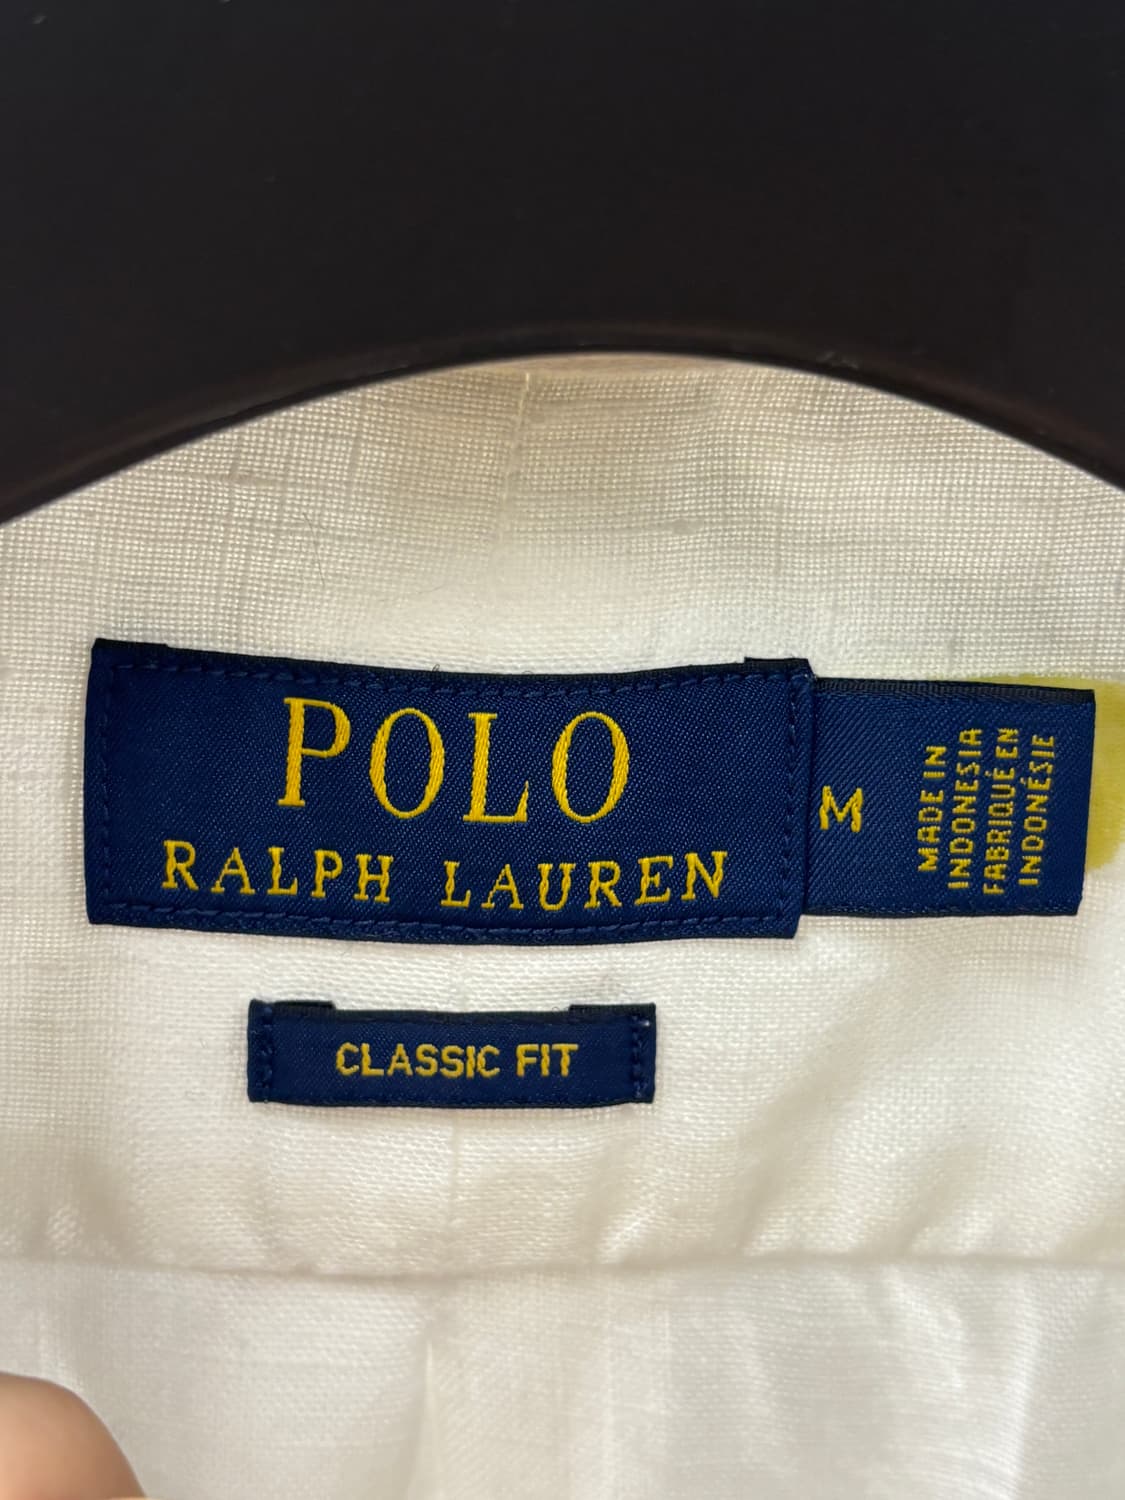 POLO
RALPH LAUREN
M
MADE IN
INDONESIA
FABRIQUÉ EN
INDONÉSIE
CLASSIC FIT